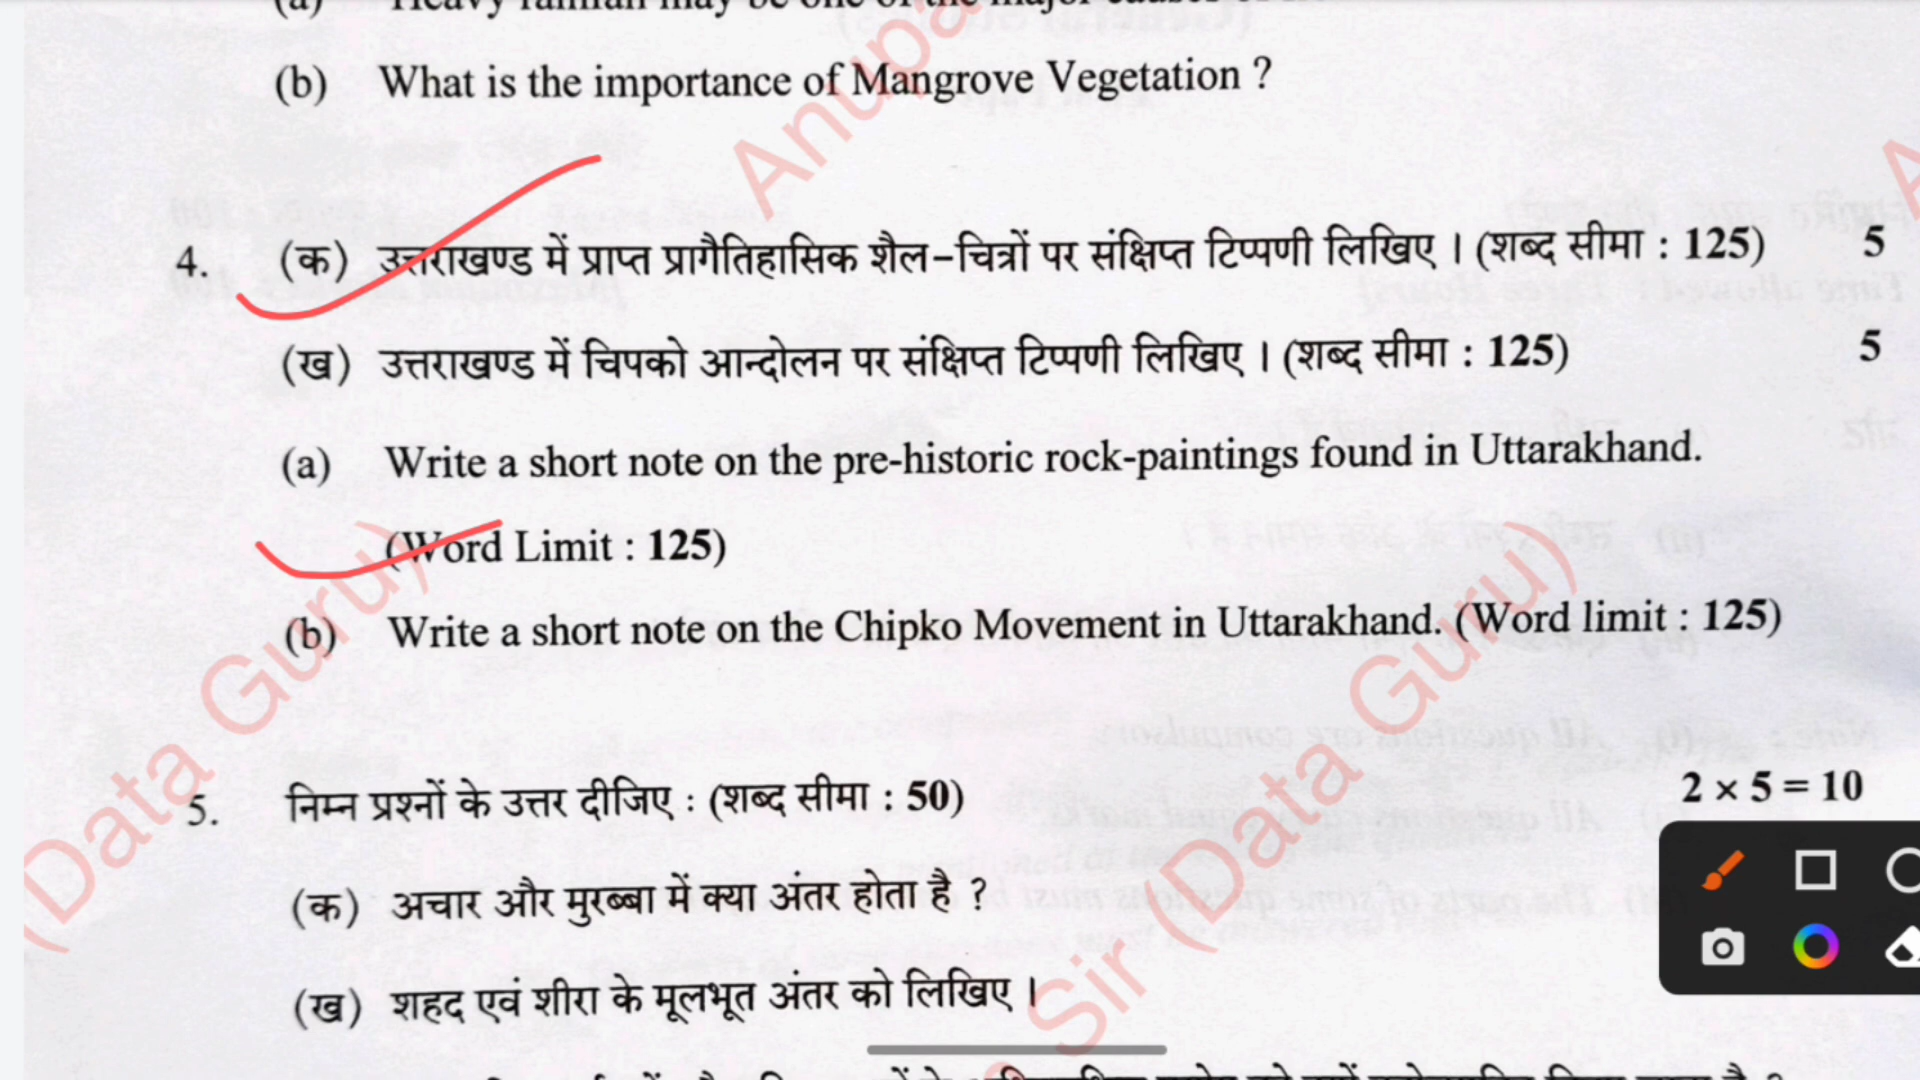 (b) What is the importance of Mangrove Vegetation ?
4. (क) उत्तराखण्ड में प्राप्त प्रागैतिहासिक शैल-चित्रों पर संक्षिप्त टिप्पणी लिखिए । (शब्द सीमा : 125) 5
(ख) उत्तराखण्ड में चिपको आन्दोलन पर संक्षिप्त टिप्पणी लिखिए । (शब्द सीमा : 125) 5
(a) Write a short note on the pre-historic rock-paintings found in Uttarakhand.
(Word Limit : 125)
(b) Write a short note on the Chipko Movement in Uttarakhand. (Word limit : 125)
5. निम्न प्रश्नों के उत्तर दीजिए : (शब्द सीमा : 50) 2 × 5 = 10
(क) अचार और मुरब्बा में क्या अंतर होता है ?
(ख) शहद एवं शीरा के मूलभूत अंतर को लिखिए ।
(Data Guru)
Sir (Data Guru)